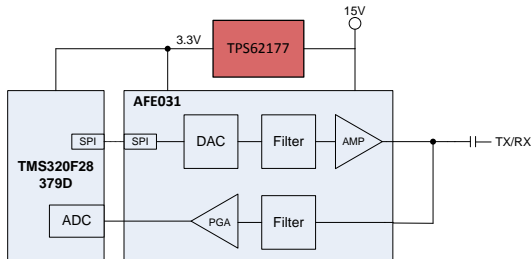 15V
3.3V
TPS62177
AFE031
SPI
SPI
DAC
Filter
AMP
TX/RX
TMS320F28
379D
ADC
PGA
Filter